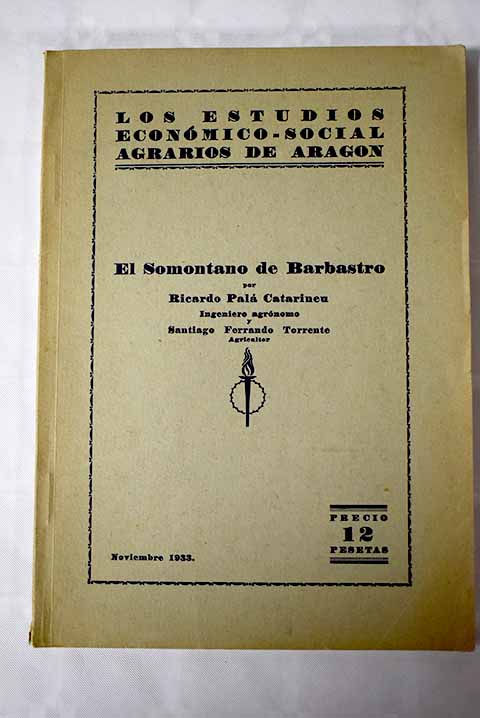 LOS ESTUDIOS
ECONÓMICO-SOCIAL
AGRARIOS DE ARAGON
El Somontano de Barbastro
por
Ricardo Palá Catarineu
Ingeniero agrónomo
y
Santiago Ferrando Torrente
Agricultor
PRECIO
12
PESETAS
Noviembre 1933.